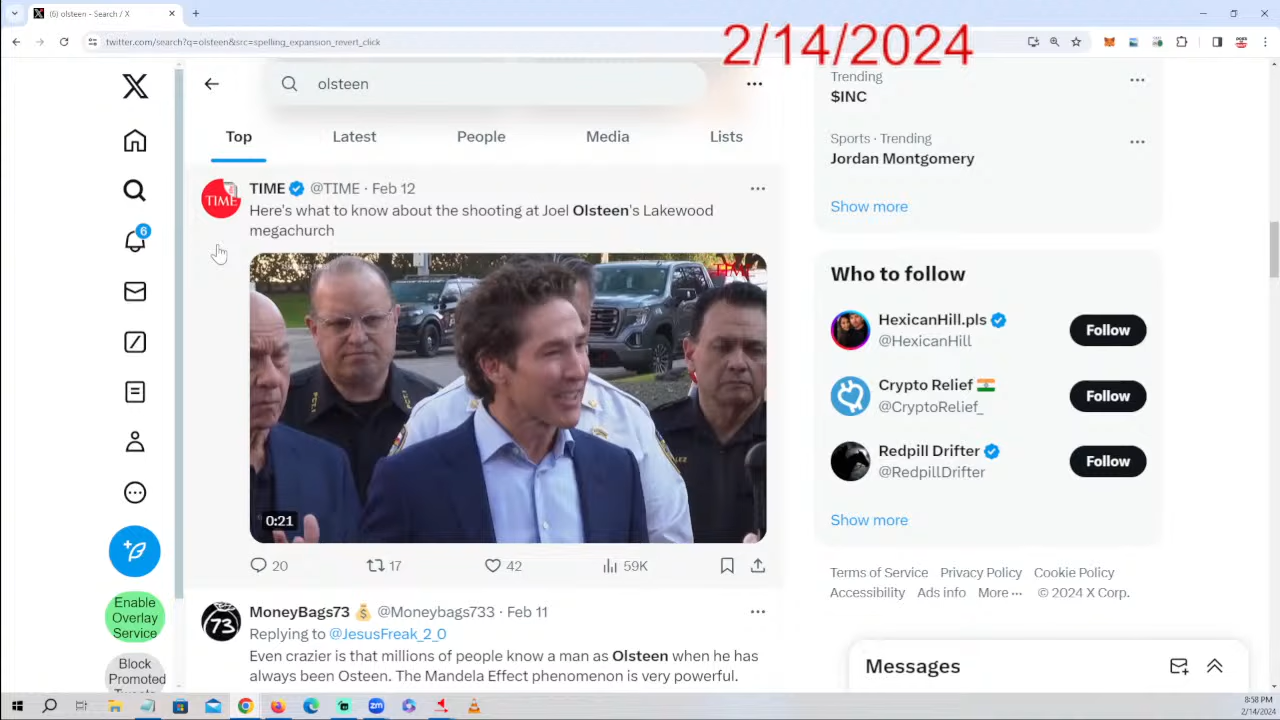 (6) olsteen - Search / X
2/14/2024
twitter.com/search?q=olsteen&src=spelling_expansion_revert_click
olsteen
Top
Latest
People
Media
Lists
TIME @TIME · Feb 12
Here's what to know about the shooting at Joel Olsteen's Lakewood
megachurch
TIME
TIME
0:21
20
17
42
59K
MoneyBags73 💰 @Moneybags733 · Feb 11
73
Replying to @JesusFreak_2_0
Even crazier is that millions of people know a man as Olsteen when he has
always been Osteen. The Mandela Effect phenomenon is very powerful.
6
Enable
Overlay
Service
Block
Promoted
Trending
$INC
Sports · Trending
Jordan Montgomery
Show more
Who to follow
HexicanHill.pls
@HexicanHill
Follow
Crypto Relief 🇮🇳
@CryptoRelief_
Follow
Redpill Drifter
@RedpillDrifter
Follow
Show more
Terms of Service Privacy Policy Cookie Policy
Accessibility Ads info More ··· © 2024 X Corp.
Messages
zm
8:58 PM
2/14/2024